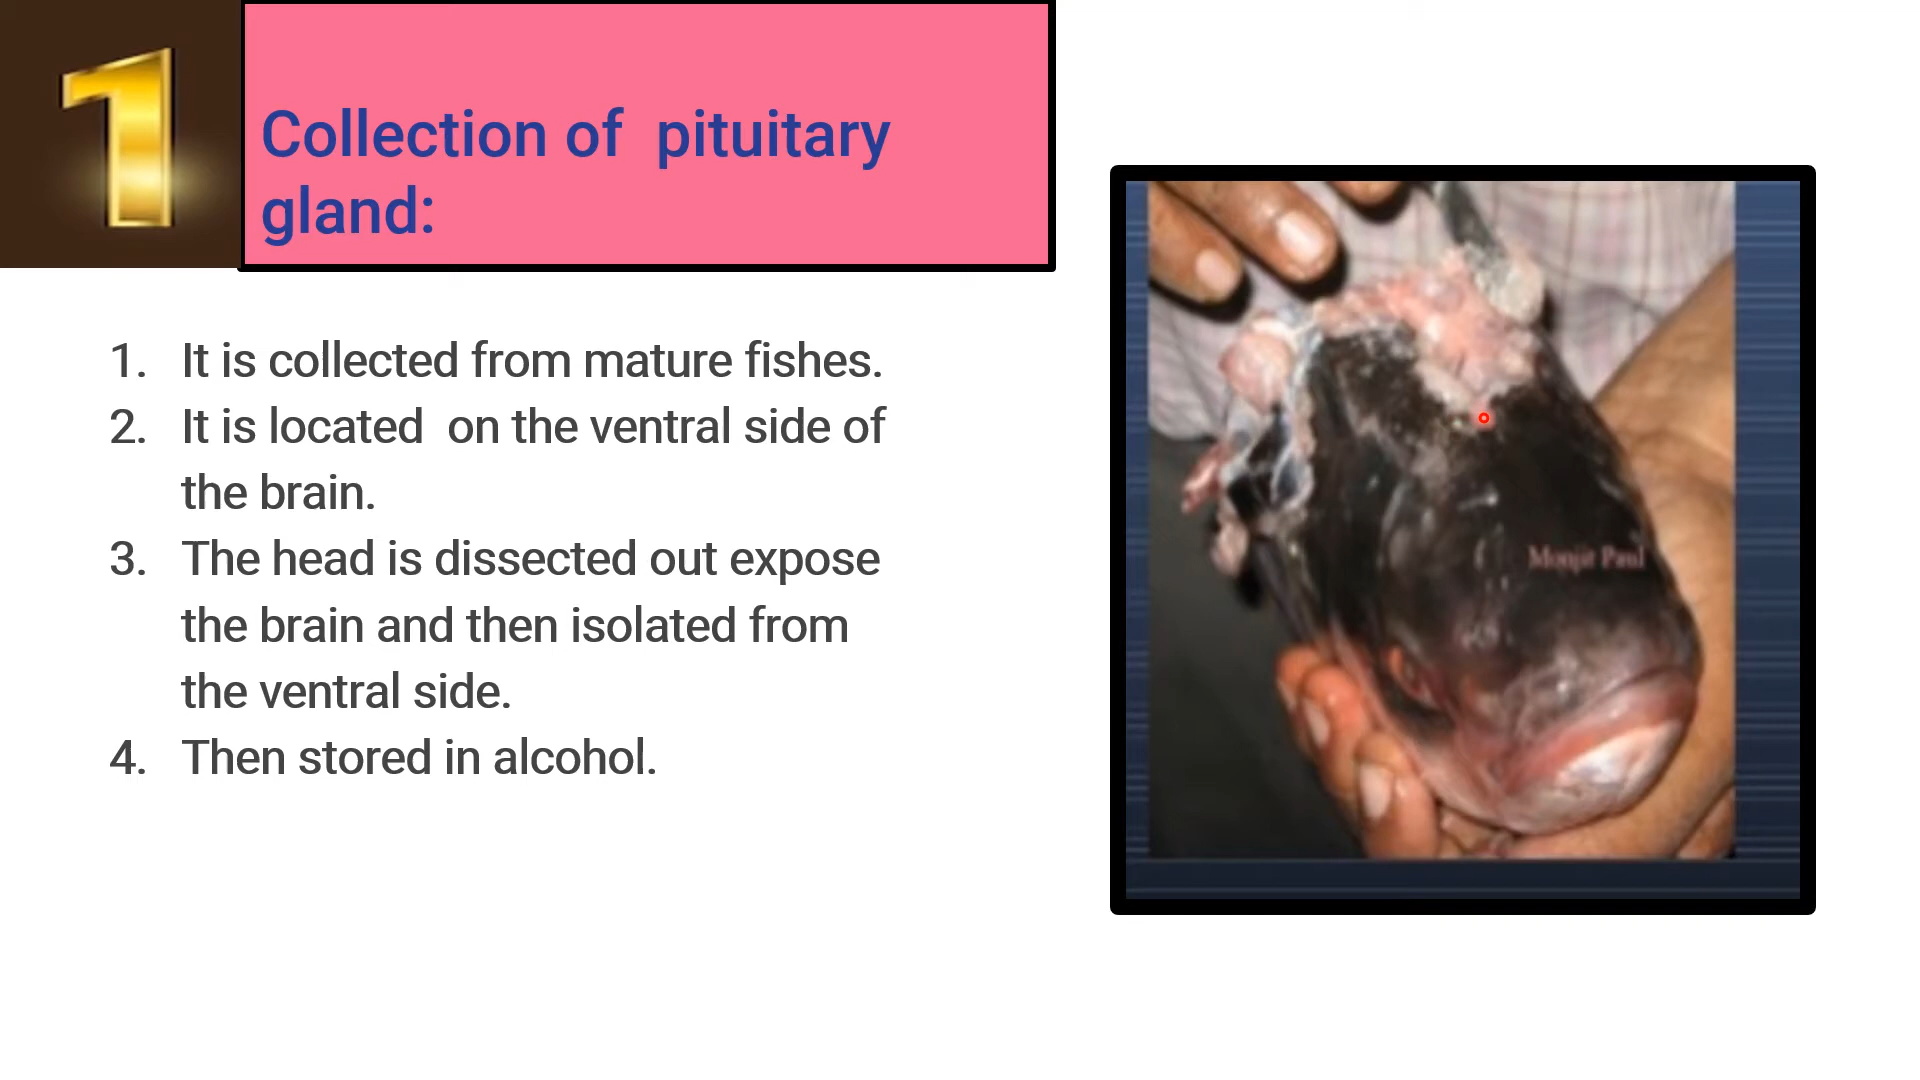 1
Collection of  pituitary
gland:
1. It is collected from mature fishes.
2. It is located  on the ventral side of
the brain.
3. The head is dissected out expose
the brain and then isolated from
the ventral side.
4. Then stored in alcohol.
Monjit Paul